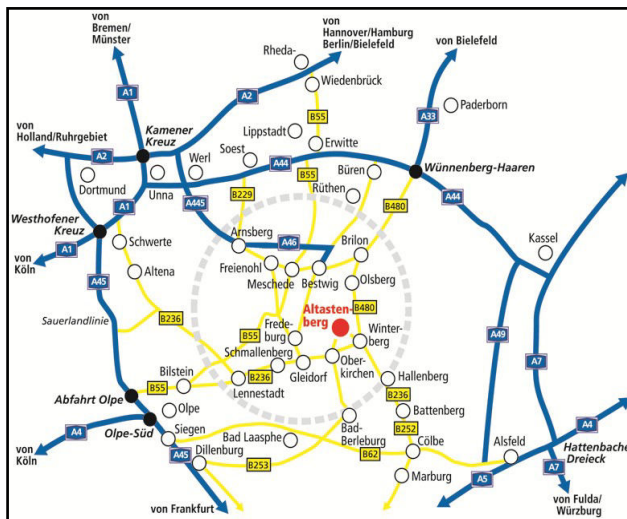 von
Bremen/
Münster
von
Hannover/Hamburg
Berlin/Bielefeld
von Bielefeld
Rheda-
Wiedenbrück
A1
A2
B55
A33
Paderborn
Kamener
Kreuz
Lippstadt
Erwitte
von
Holland/Ruhrgebiet
A2
Dortmund
Unna
Werl
Soest
A44
Büren
Wünnenberg-Haaren
B55
Rüthen
A445
B229
B480
A44
Westhofener
Kreuz
A1
A1
von
Köln
Schwerte
Arnsberg
A46
Brilon
Kassel
Freienohl
Meschede
Bestwig
A45
Altena
Olsberg
Sauerlandlinie
B236
B55
Frede-
burg
Altasten-
berg
B480
Winter-
berg
A49
A7
Schmallenberg
Bilstein
B236
Gleidorf
Ober-
kirchen
Hallenberg
B55
Lennestadt
B236
Abfahrt Olpe
Olpe
Battenberg
Olpe-Süd
Siegen
Bad Laasphe
Bad-
Berleburg
B252
Cölbe
Alsfeld
A4
Hattenbacher
Dreieck
A4
von
Köln
A45
Dillenburg
B253
B62
Marburg
A5
A7
von Frankfurt
von Fulda/
Würzburg